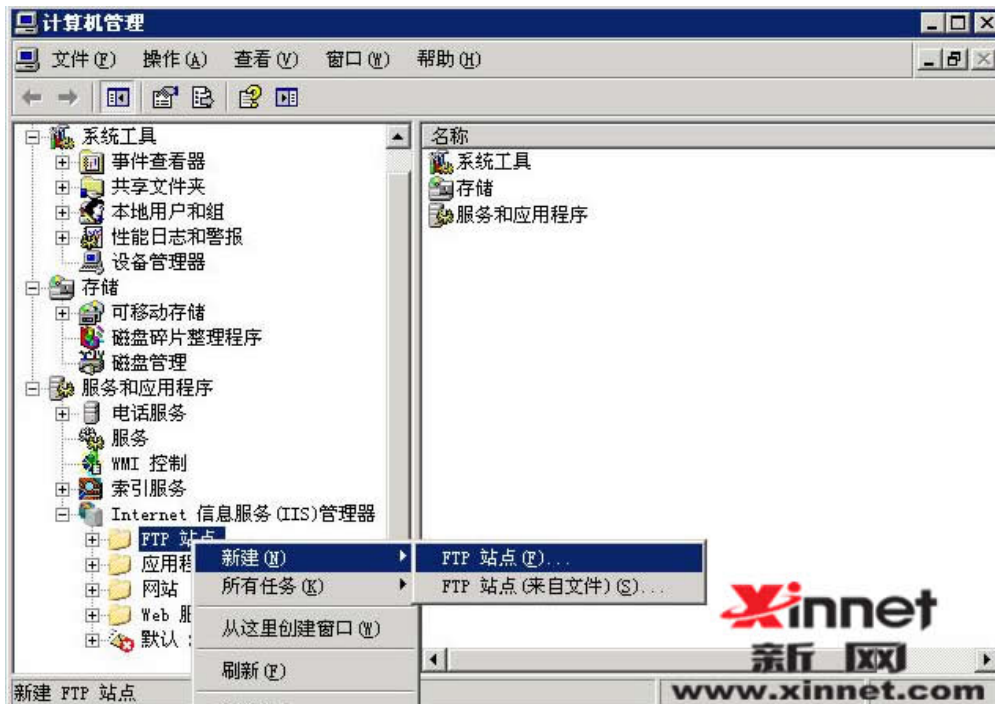 计算机管理
文件(F) 操作(A) 查看(V) 窗口(W) 帮助(H)
系统工具
事件查看器
共享文件夹
本地用户和组
性能日志和警报
设备管理器
存储
可移动存储
磁盘碎片整理程序
磁盘管理
服务和应用程序
电话服务
服务
WMI 控制
索引服务
Internet 信息服务(IIS)管理器
FTP 站点
应用程
网站
Web 服
默认
名称
系统工具
存储
服务和应用程序
新建(N)
所有任务(K)
从这里创建窗口(W)
刷新(F)
FTP 站点(F)...
FTP 站点(来自文件)(S)...
新建 FTP 站点
Xinnet
新 网
www.xinnet.com